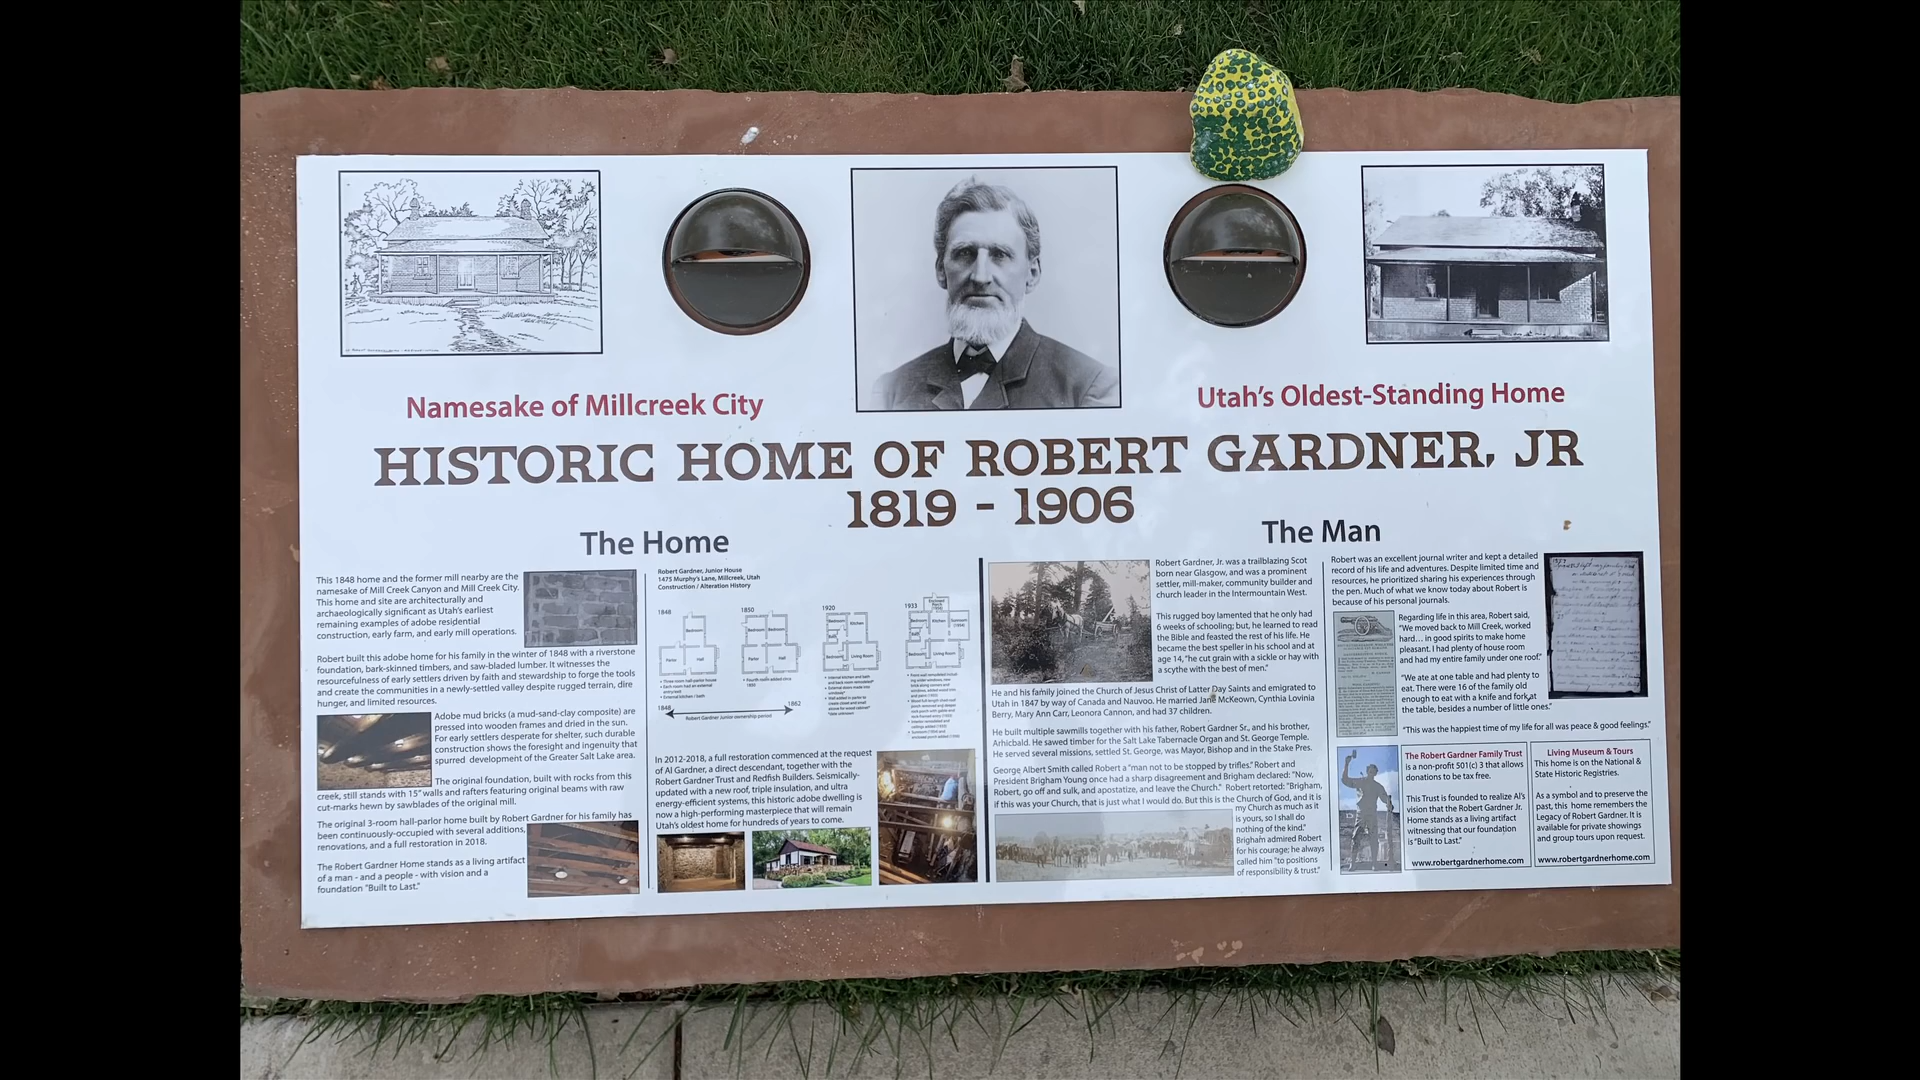 Namesake of Millcreek City
Utah's Oldest-Standing Home
HISTORIC HOME OF ROBERT GARDNER, JR
1819 - 1906
The Home
This 1848 home and the former mill nearby are the
namesake of Mill Creek Canyon and Mill Creek City.
This home and site are architecturally and
archaeologically significant as Utah's earliest
remaining examples of adobe residential
construction, early farm, and early mill operations.
Robert built this adobe home for his family in the winter of 1848 with a riverstone
foundation, bark-skinned timbers, and saw-bladed lumber. It witnesses the
resourcefulness of early settlers driven by faith and stewardship to forge the tools
and create the communities in a newly-settled valley despite rugged terrain, dire
hunger, and limited resources.
Adobe mud bricks (a mud-sand-clay composite) are
pressed into wooden frames and dried in the sun.
For early settlers desperate for shelter, such durable
construction shows the foresight and ingenuity that
spurred development of the Greater Salt Lake area.
The original foundation, built with rocks from this
creek, still stands with 15" walls and rafters featuring original beams with raw
cut-marks hewn by sawblades of the original mill.
The original 3-room hall-parlor home built by Robert Gardner for his family has
been continuously-occupied with several additions,
renovations, and a full restoration in 2018.
The Robert Gardner Home stands as a living artifact
of a man - and a people - with vision and a
foundation "Built to Last."
Robert Gardner, Junior House
1475 Murphy's Lane, Millcreek, Utah
Construction / Alteration History
1848
1850
1920
1933
Bedroom
Parlor
Hall
Bedroom
Bedroom
Parlor
Hall
Bedroom
Kitchen
Bath
Bedroom
Living Room
Bedroom
Kitchen
Sunroom
(1994)
Bath
Bedroom
Living Room
1848
1862
Robert Gardner Junior ownership period
In 2012-2018, a full restoration commenced at the request
of Al Gardner, a direct descendant, together with the
Robert Gardner Trust and Redfish Builders. Seismically-
updated with a new roof, triple insulation, and ultra
energy-efficient systems, this historic adobe dwelling is
now a high-performing masterpiece that will remain
Utah's oldest home for hundreds of years to come.
The Man
Robert Gardner, Jr. was a trailblazing Scot
born near Glasgow, and was a prominent
settler, mill-maker, community builder and
church leader in the Intermountain West.
This rugged boy lamented that he only had
6 weeks of schooling; but, he learned to read
the Bible and feasted the rest of his life. He
became the best speller in his school and at
age 14, "he cut grain with a sickle or hay with
a scythe with the best of men."
He and his family joined the Church of Jesus Christ of Latter Day Saints and emigrated to
Utah in 1847 by way of Canada and Nauvoo. He married Jane McKeown, Cynthia Lovinia
Berry, Mary Ann Carr, Leonora Cannon, and had 37 children.
He built multiple sawmills together with his father, Robert Gardner Sr., and his brother,
Arhicbald. He sawed timber for the Salt Lake Tabernacle Organ and St. George Temple.
He served several missions, settled St. George, was Mayor, Bishop and in the Stake Pres.
George Albert Smith called Robert a "man not to be stopped by trifles." Robert and
President Brigham Young once had a sharp disagreement and Brigham declared: "Now,
Robert, go off and sulk, and apostatize, and leave the Church." Robert retorted: "Brigham,
if this was your Church, that is just what I would do. But this is the Church of God, and it is
my Church as much as it
is yours, so I shall do
nothing of the kind."
Brigham admired Robert
for his courage; he always
called him "to positions
of responsibility & trust."
Robert was an excellent journal writer and kept a detailed
record of his life and adventures. Despite limited time and
resources, he prioritized sharing his experiences through
the pen. Much of what we know today about Robert is
because of his personal journals.
Regarding life in this area, Robert said,
"We moved back to Mill Creek, worked
hard... in good spirits to make home
pleasant. I had plenty of house room
and had my entire family under one roof."
"We ate at one table and had plenty to
eat. There were 16 of the family old
enough to eat with a knife and fork at
the table, besides a number of little ones."
"This was the happiest time of my life for all was peace & good feelings."
The Robert Gardner Family Trust
is a non-profit 501(c) 3 that allows
donations to be tax free.
This Trust is founded to realize Al's
vision that the Robert Gardner Jr.
Home stands as a living artifact
witnessing that our foundation
is "Built to Last."
www.robertgardnerhome.com
Living Museum & Tours
This home is on the National &
State Historic Registries.
As a symbol and to preserve the
past, this home remembers the
Legacy of Robert Gardner. It is
available for private showings
and group tours upon request.
www.robertgardnerhome.com